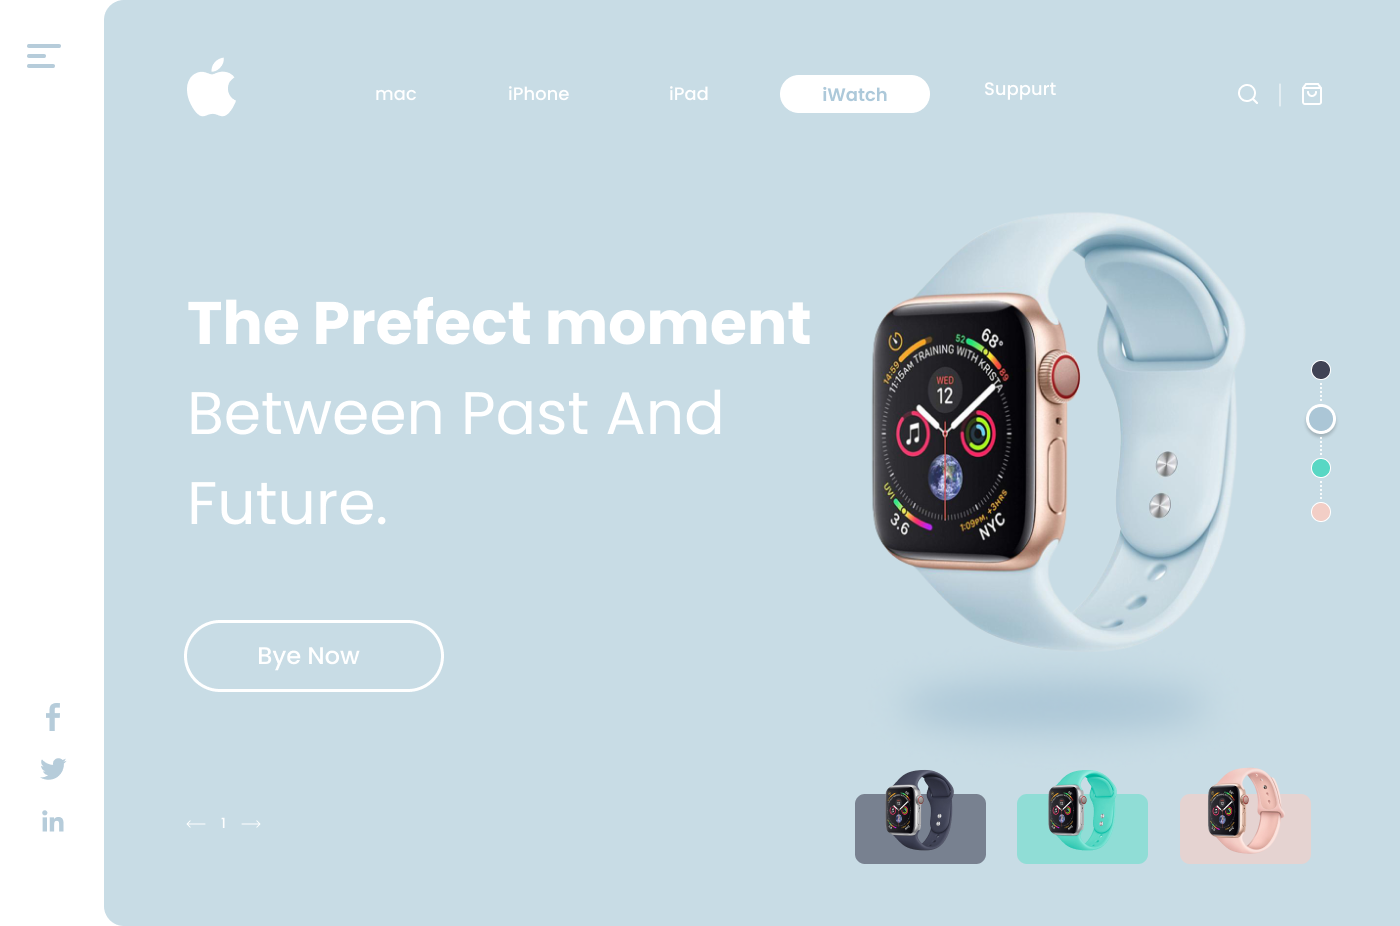 mac
iPhone
iPad
iWatch
Suppurt
The Prefect moment
Between Past And
Future.
52
68°
69
14:59
11:15AM TRAINING WITH KRISTA
WED
12
UVI
3.6
1:09PM, +3HRS
NYC
Bye Now
1